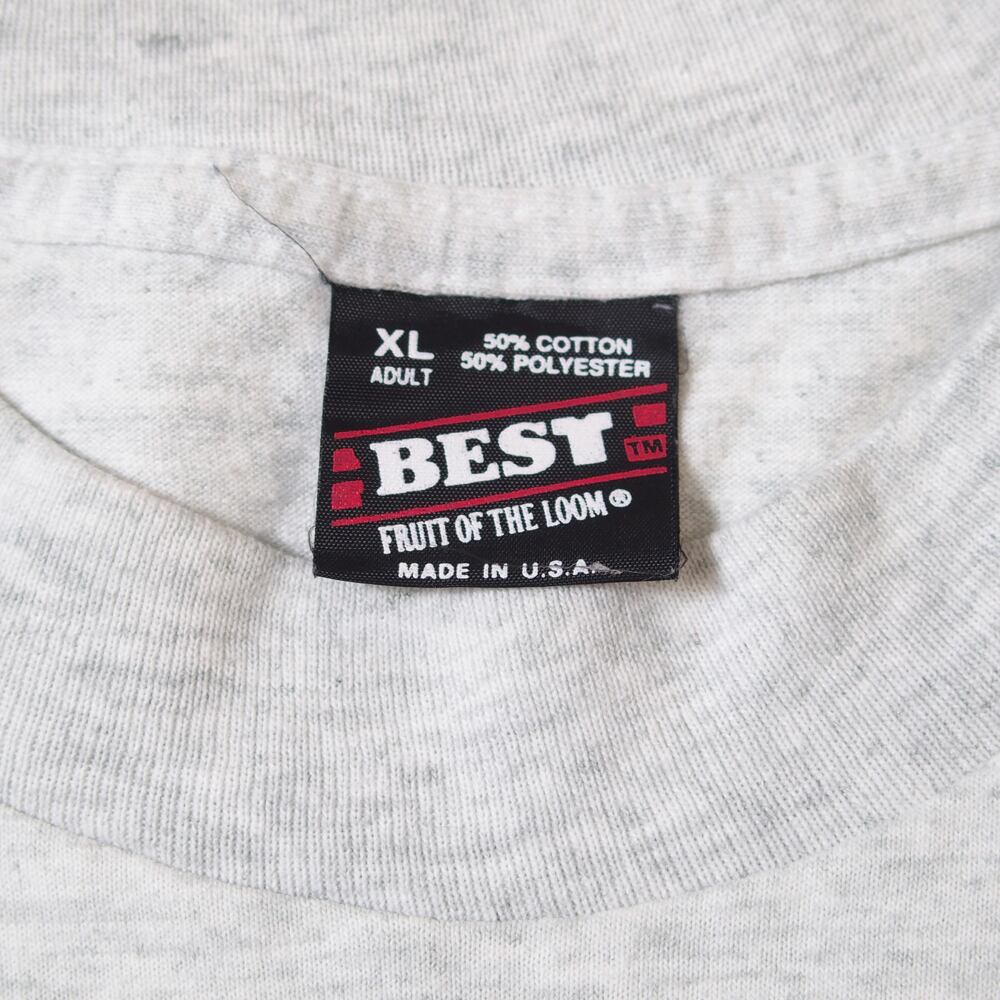 XL
ADULT
50% COTTON
50% POLYESTER
BEST TM
FRUIT OF THE LOOM®
MADE IN U.S.A.